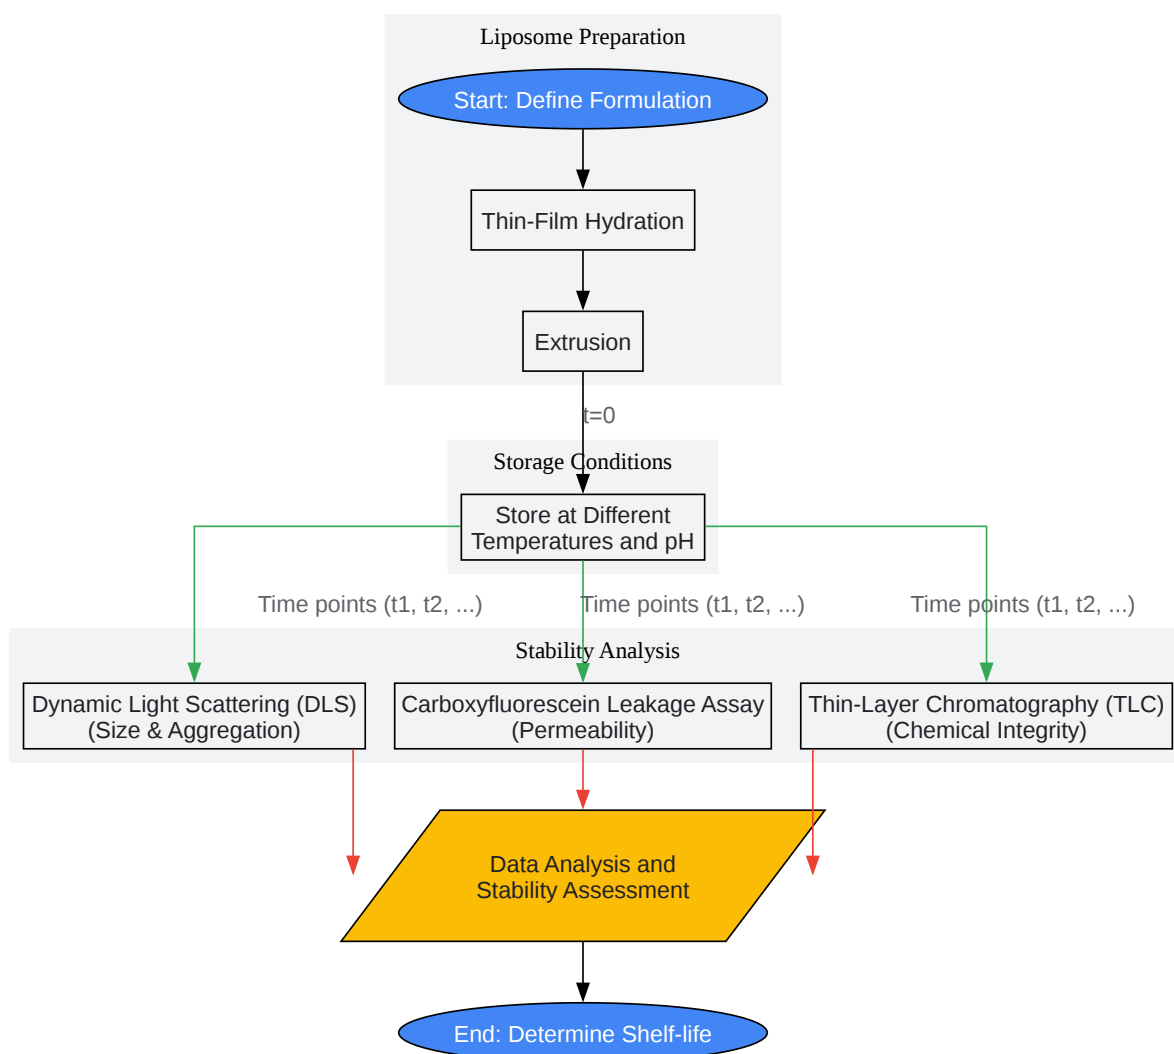 Liposome Preparation
Start: Define Formulation
Thin-Film Hydration
Extrusion
t=0
Storage Conditions
Store at Different
Temperatures and pH
Time points (t1, t2, ...)
Time points (t1, t2, ...)
Time points (t1, t2, ...)
Stability Analysis
Dynamic Light Scattering (DLS)
(Size & Aggregation)
Carboxyfluorescein Leakage Assay
(Permeability)
Thin-Layer Chromatography (TLC)
(Chemical Integrity)
Data Analysis and
Stability Assessment
End: Determine Shelf-life